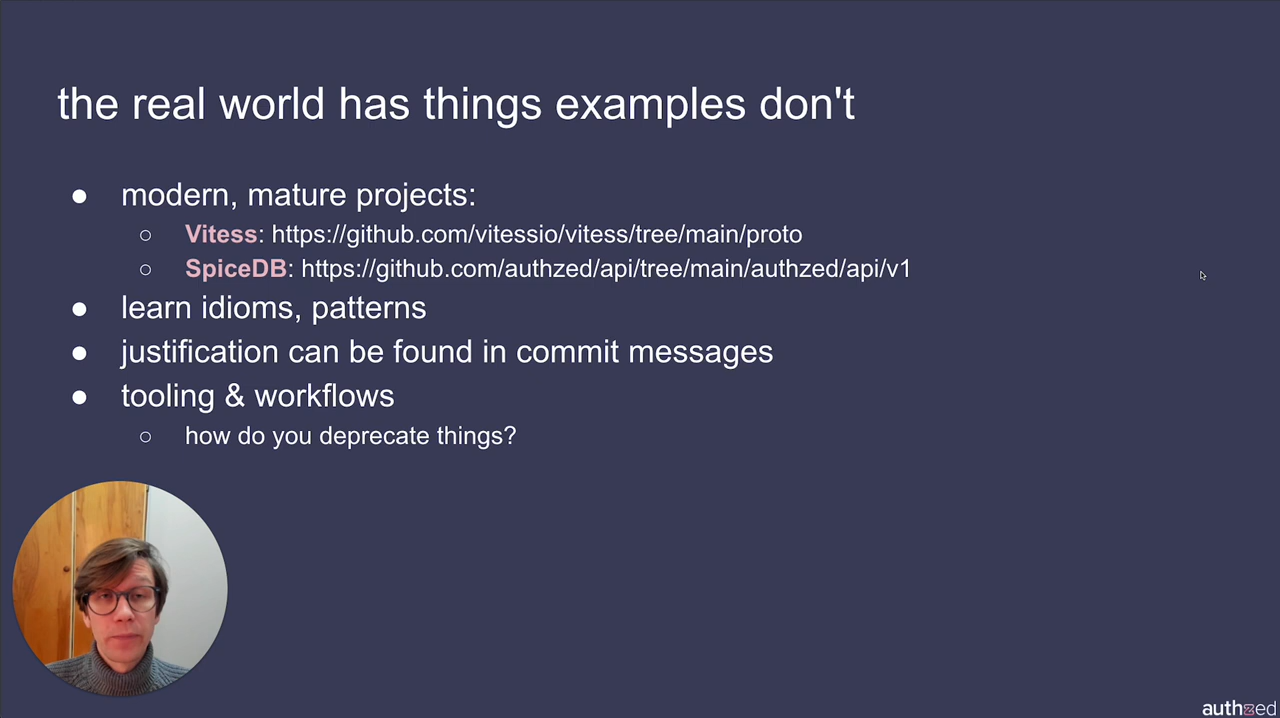 the real world has things examples don't
● modern, mature projects:
○ Vitess: https://github.com/vitessio/vitess/tree/main/proto
○ SpiceDB: https://github.com/authzed/api/tree/main/authzed/api/v1
● learn idioms, patterns
● justification can be found in commit messages
● tooling & workflows
○ how do you deprecate things?
authzed